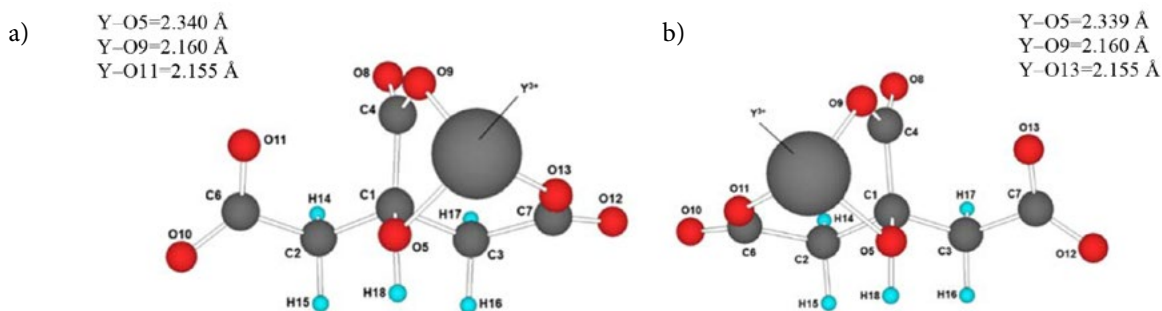 a)
Y–O5=2.340 Å
Y–O9=2.160 Å
Y–O11=2.155 Å
O8
O9
Y³⁺
C4
O11
O13
C6
H14
C1
H17
C7
O12
O10
C2
O5
C3
H15
H18
H16
b)
Y–O5=2.339 Å
Y–O9=2.160 Å
Y–O13=2.155 Å
O8
O9
Y³⁺
C4
O13
O11
C1
H17
C7
O10
H14
C6
C2
O5
C3
O12
H15
H18
H16